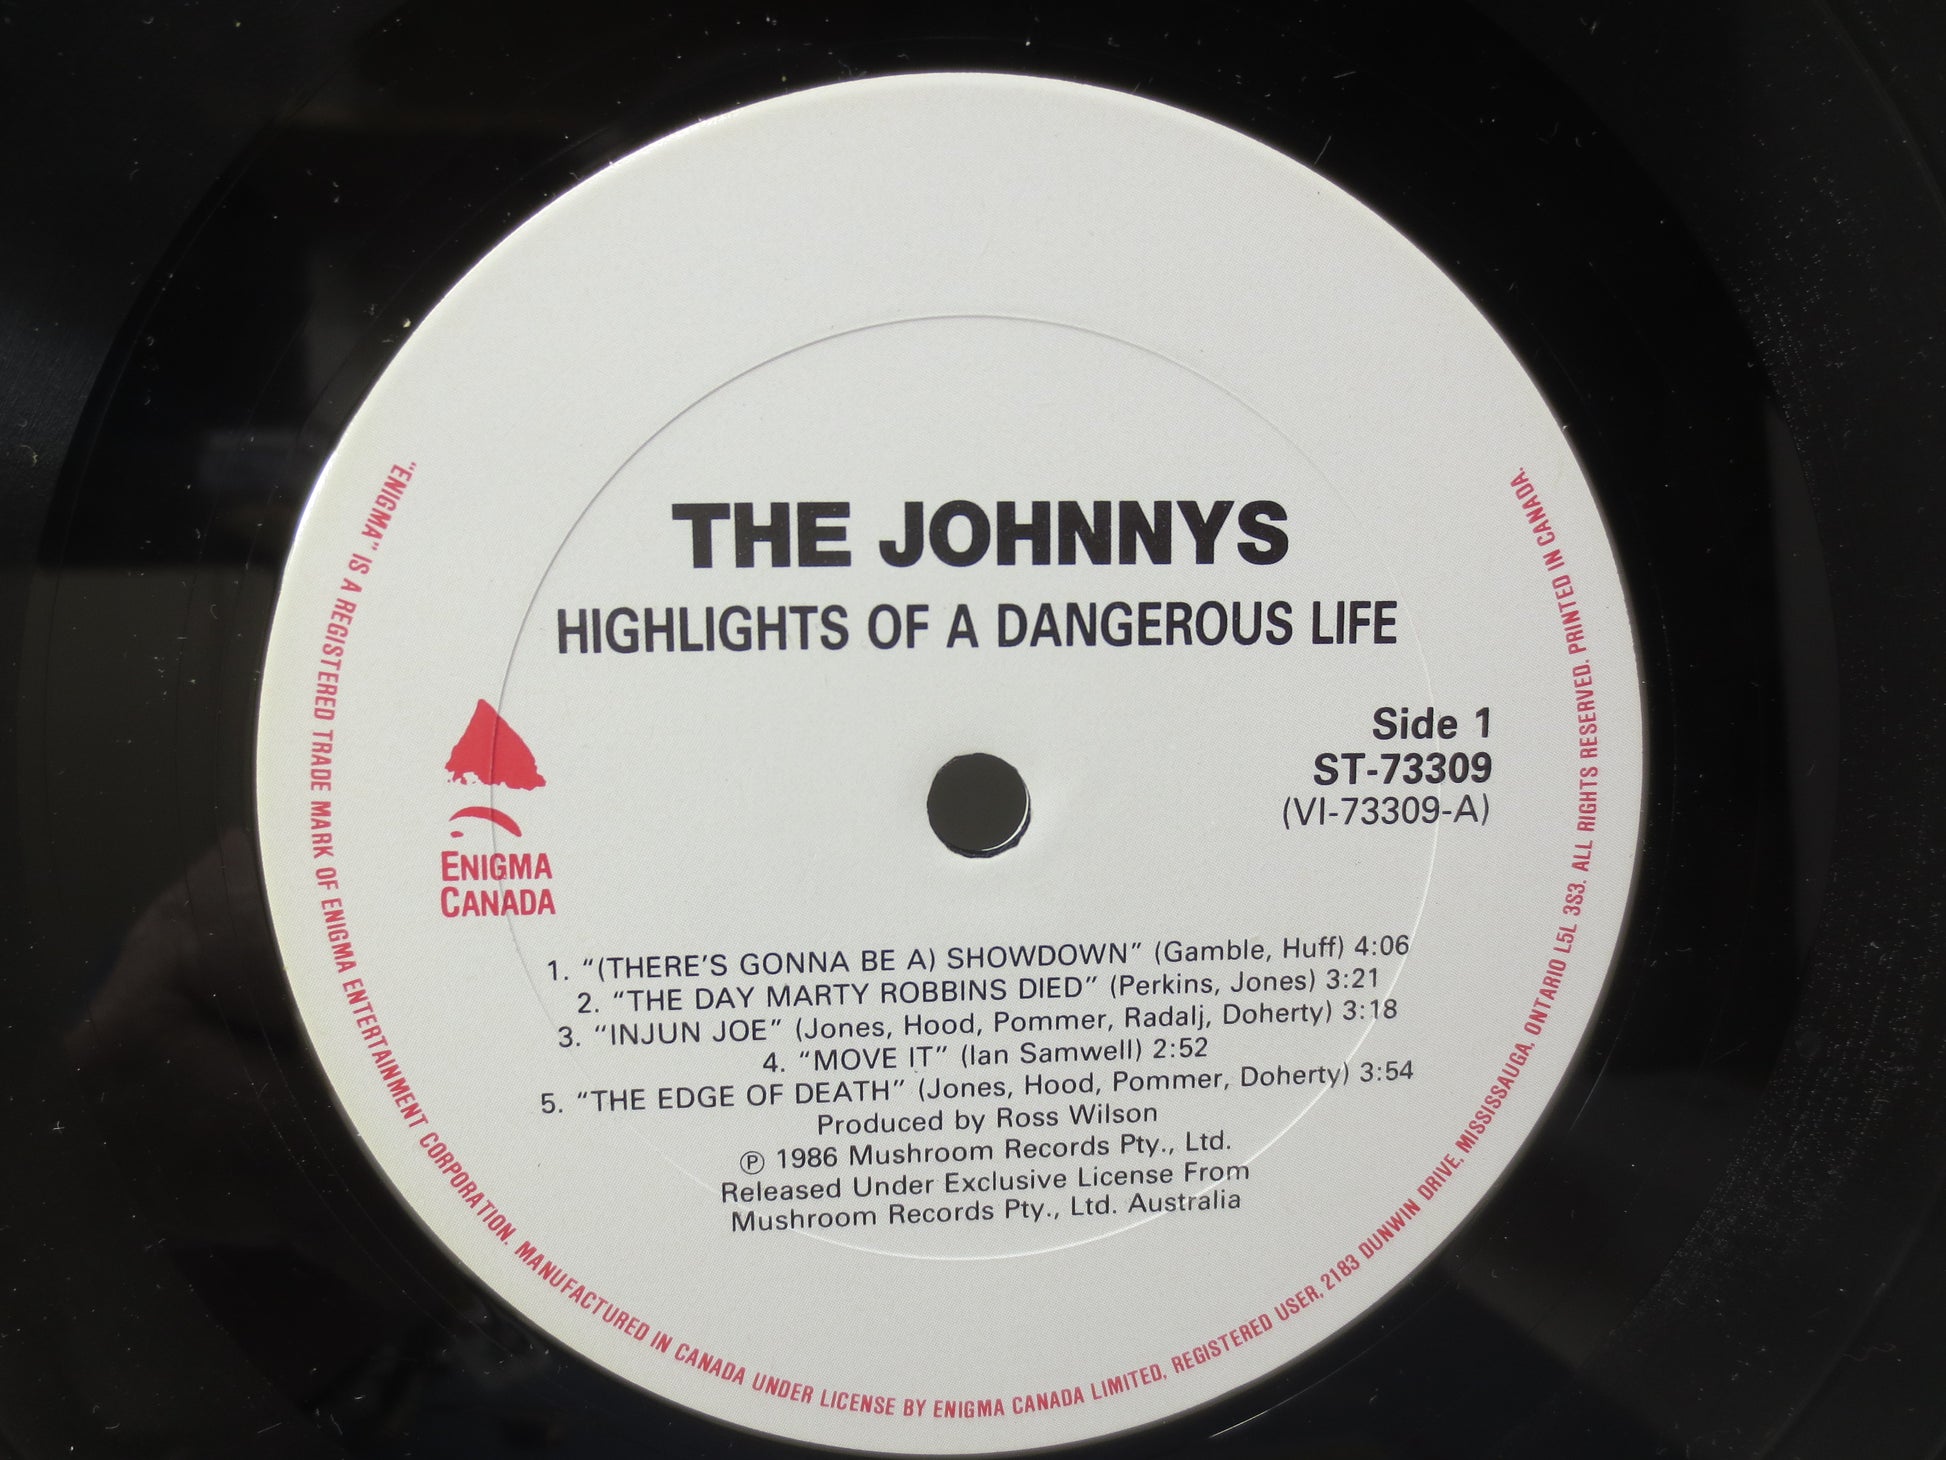 THE JOHNNYS
HIGHLIGHTS OF A DANGEROUS LIFE
Side 1
ST-73309
(VI-73309-A)
ENIGMA
CANADA
1. "(THERE'S GONNA BE A) SHOWDOWN" (Gamble, Huff) 4:06
2. "THE DAY MARTY ROBBINS DIED" (Perkins, Jones) 3:21
3. "INJUN JOE" (Jones, Hood, Pommer, Radalj, Doherty) 3:18
4. "MOVE IT" (Ian Samwell) 2:52
5. "THE EDGE OF DEATH" (Jones, Hood, Pommer, Doherty) 3:54
Produced by Ross Wilson
℗ 1986 Mushroom Records Pty., Ltd.
Released Under Exclusive License From
Mushroom Records Pty., Ltd. Australia
"ENIGMA" IS A REGISTERED TRADE MARK OF ENIGMA ENTERTAINMENT CORPORATION. MANUFACTURED IN CANADA UNDER LICENSE BY ENIGMA CANADA LIMITED, REGISTERED USER, 2183 DUNWIN DRIVE, MISSISSAUGA, ONTARIO L5L 3S3. ALL RIGHTS RESERVED. PRINTED IN CANADA.